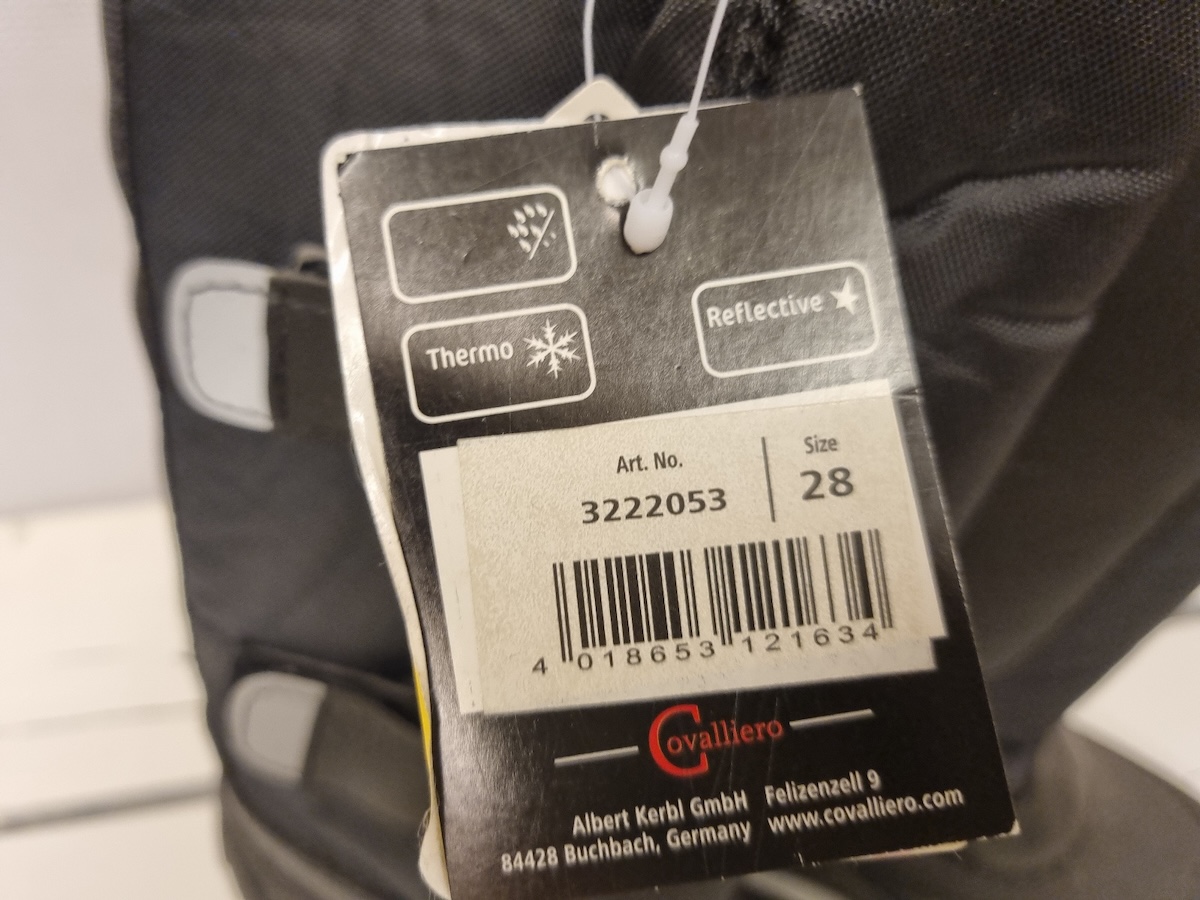 Thermo
Reflective
Art. No.
3222053
Size
28
4 018653 121634
Covalliero
Albert Kerbl GmbH Felizenzell 9
84428 Buchbach, Germany www.covalliero.com